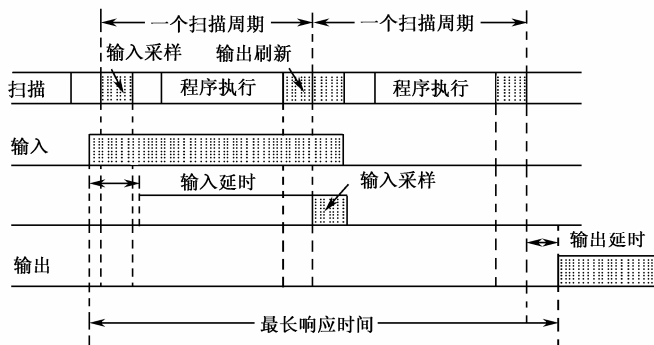 一个扫描周期
一个扫描周期
输入采样
输出刷新
扫描
程序执行
程序执行
输入
输入延时
输入采样
输出延时
输出
最长响应时间